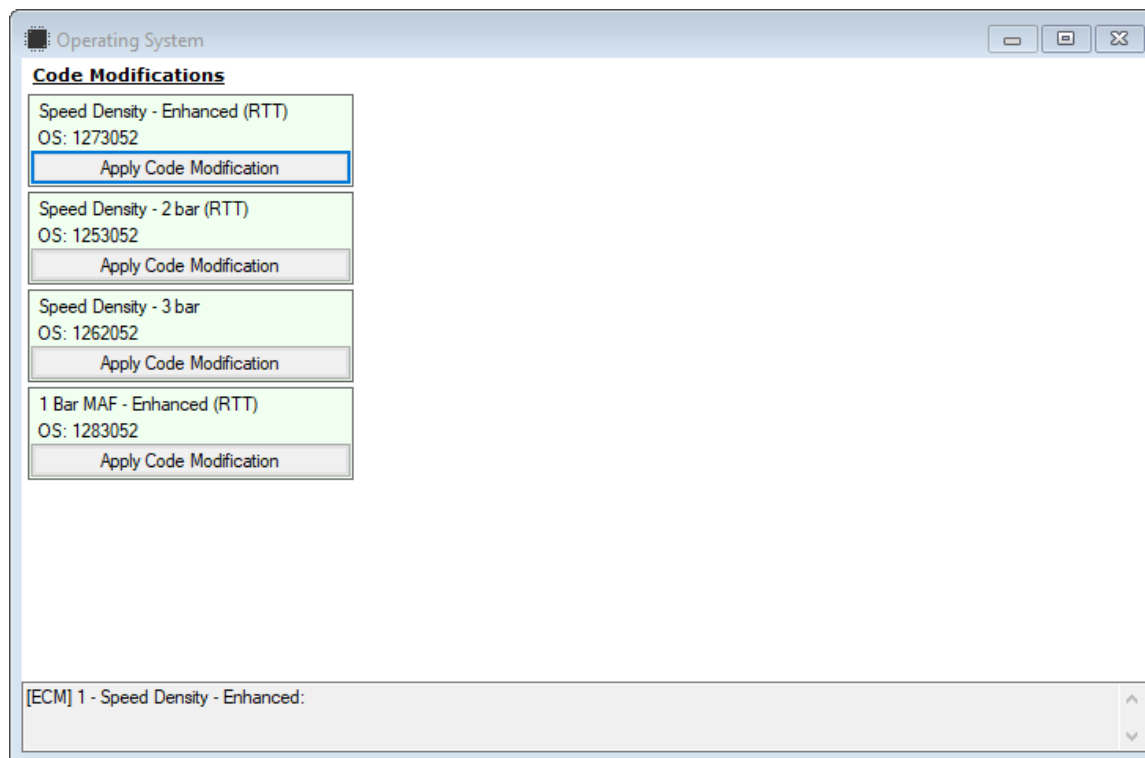 Operating System
Code Modifications
Speed Density - Enhanced (RTT)
OS: 1273052
Apply Code Modification
Speed Density - 2 bar (RTT)
OS: 1253052
Apply Code Modification
Speed Density - 3 bar
OS: 1262052
Apply Code Modification
1 Bar MAF - Enhanced (RTT)
OS: 1283052
Apply Code Modification
[ECM] 1 - Speed Density - Enhanced: